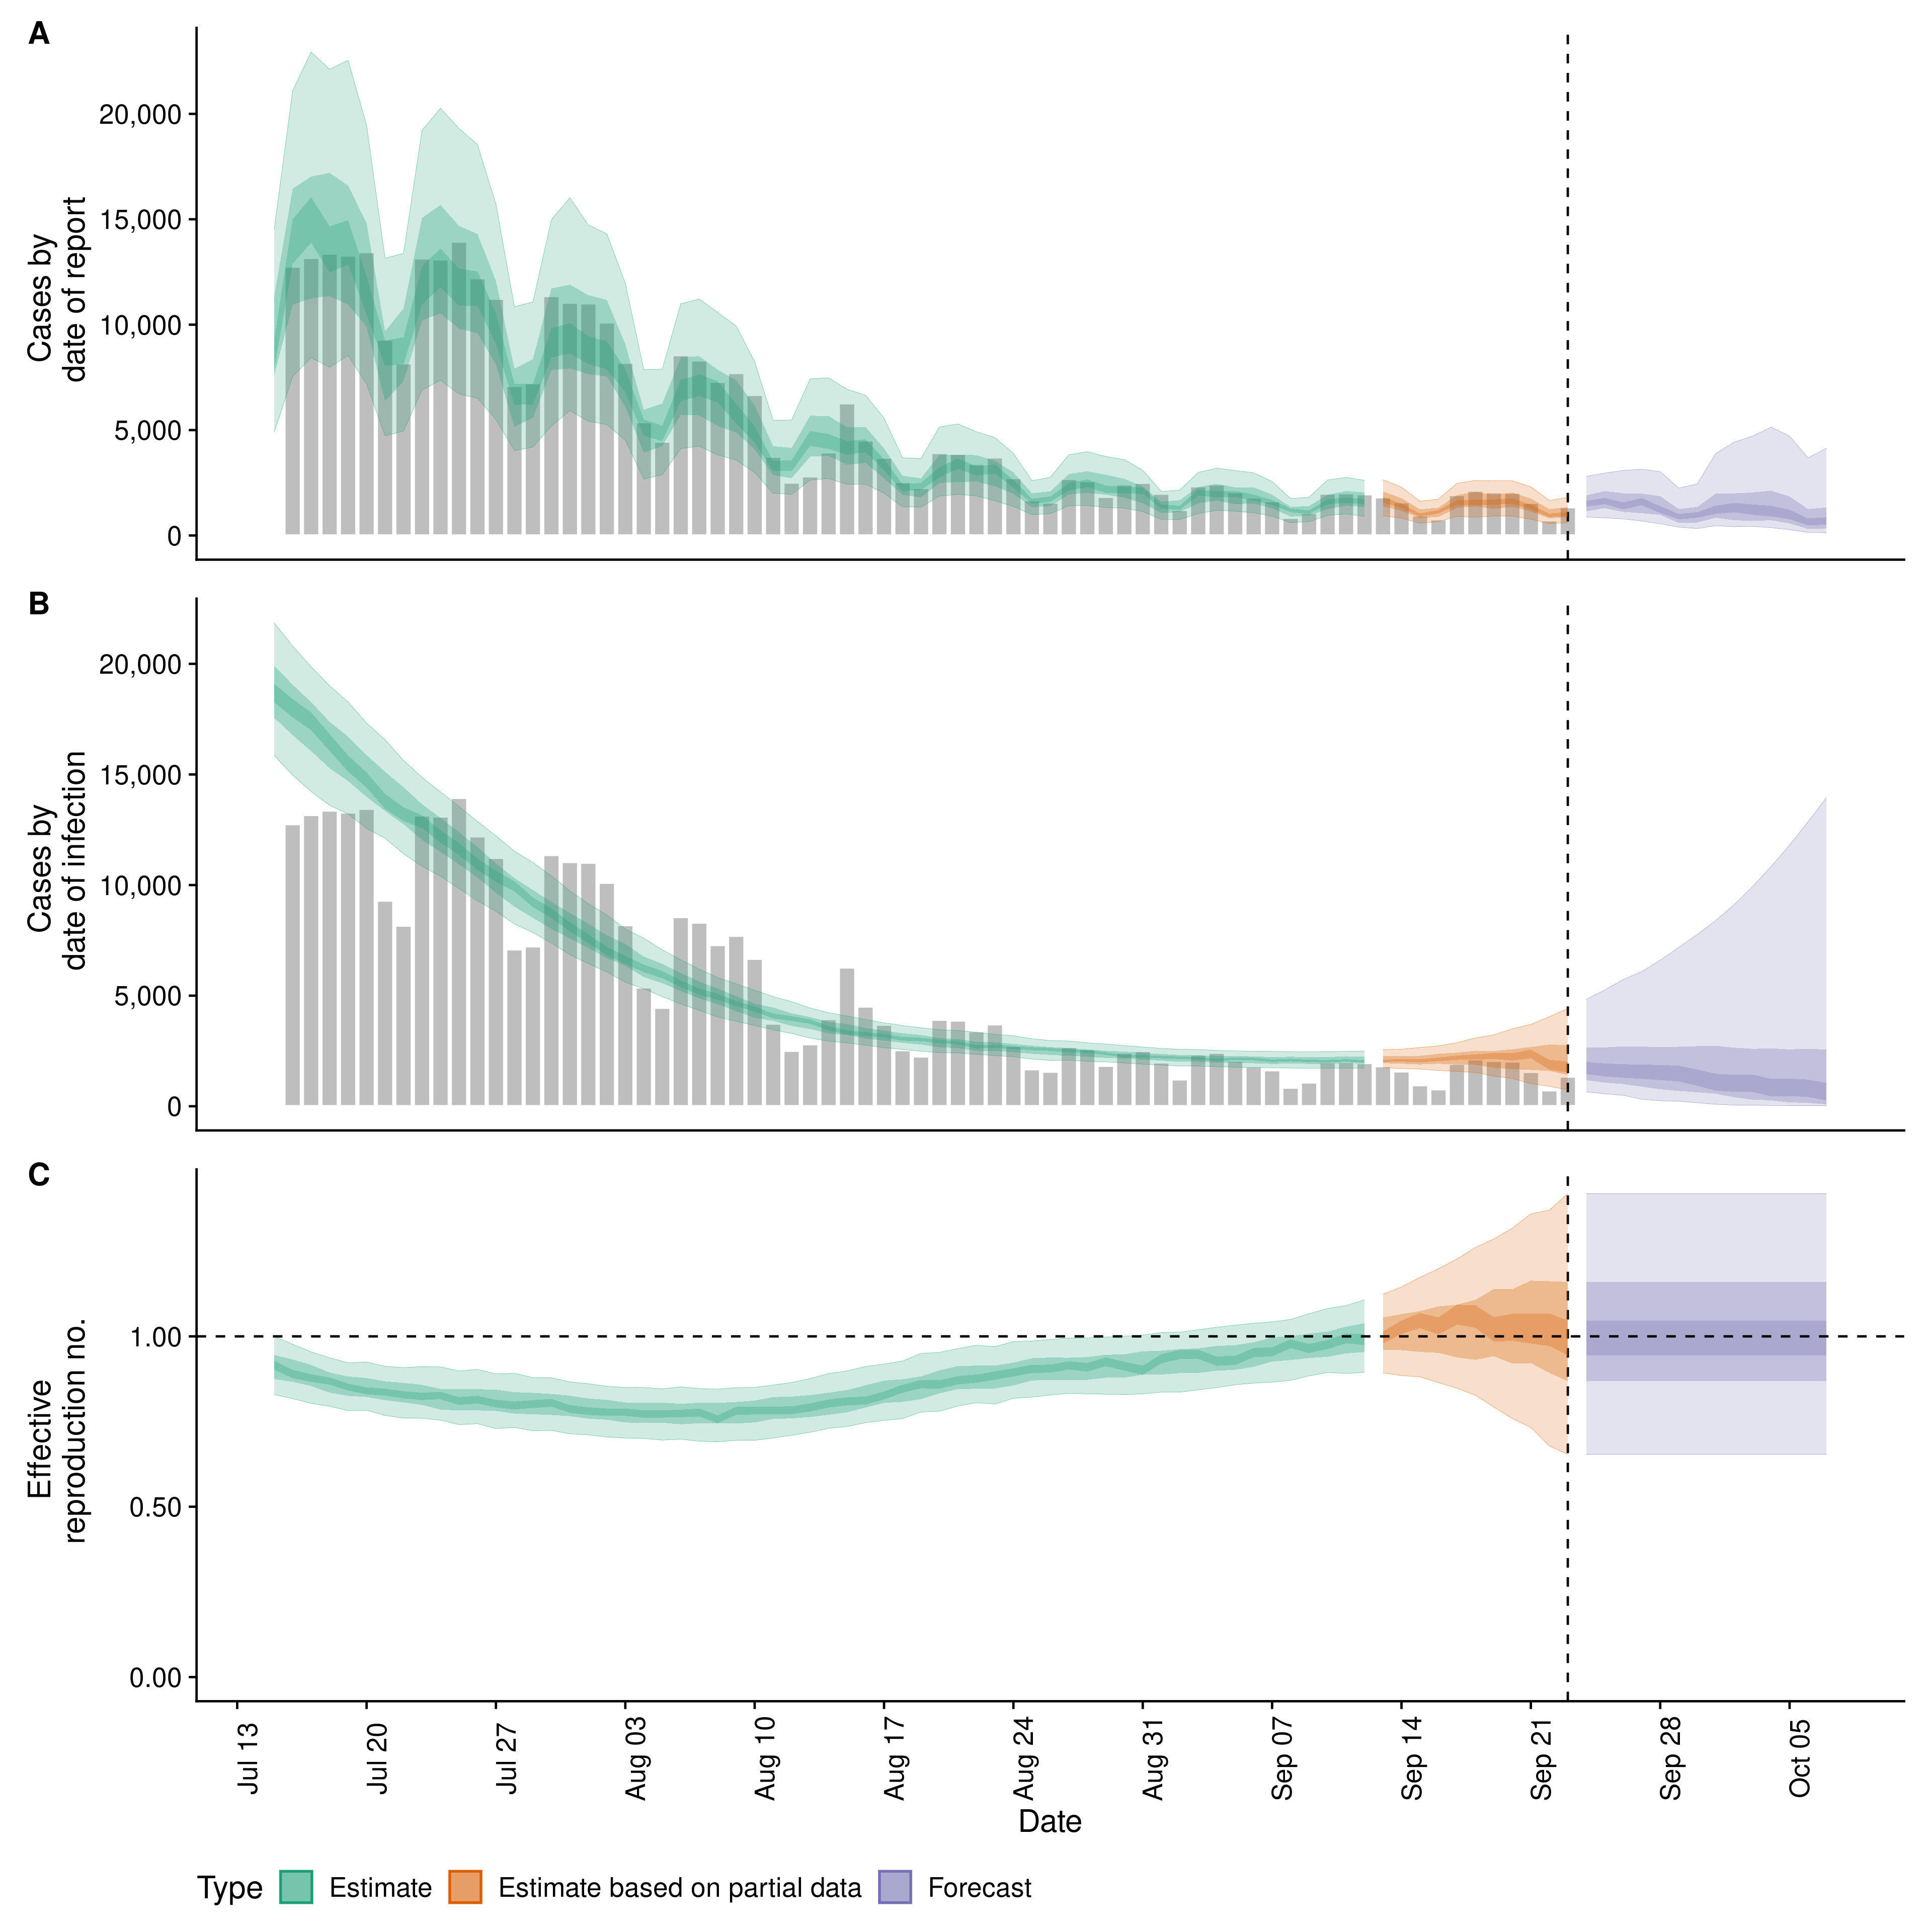 A
Cases by
date of report
20,000
15,000
10,000
5,000
0
B
Cases by
date of infection
20,000
15,000
10,000
5,000
0
C
Effective
reproduction no.
1.00
0.50
0.00
Jul 13
Jul 20
Jul 27
Aug 03
Aug 10
Aug 17
Aug 24
Aug 31
Sep 07
Sep 14
Sep 21
Sep 28
Oct 05
Date
Type Estimate Estimate based on partial data Forecast